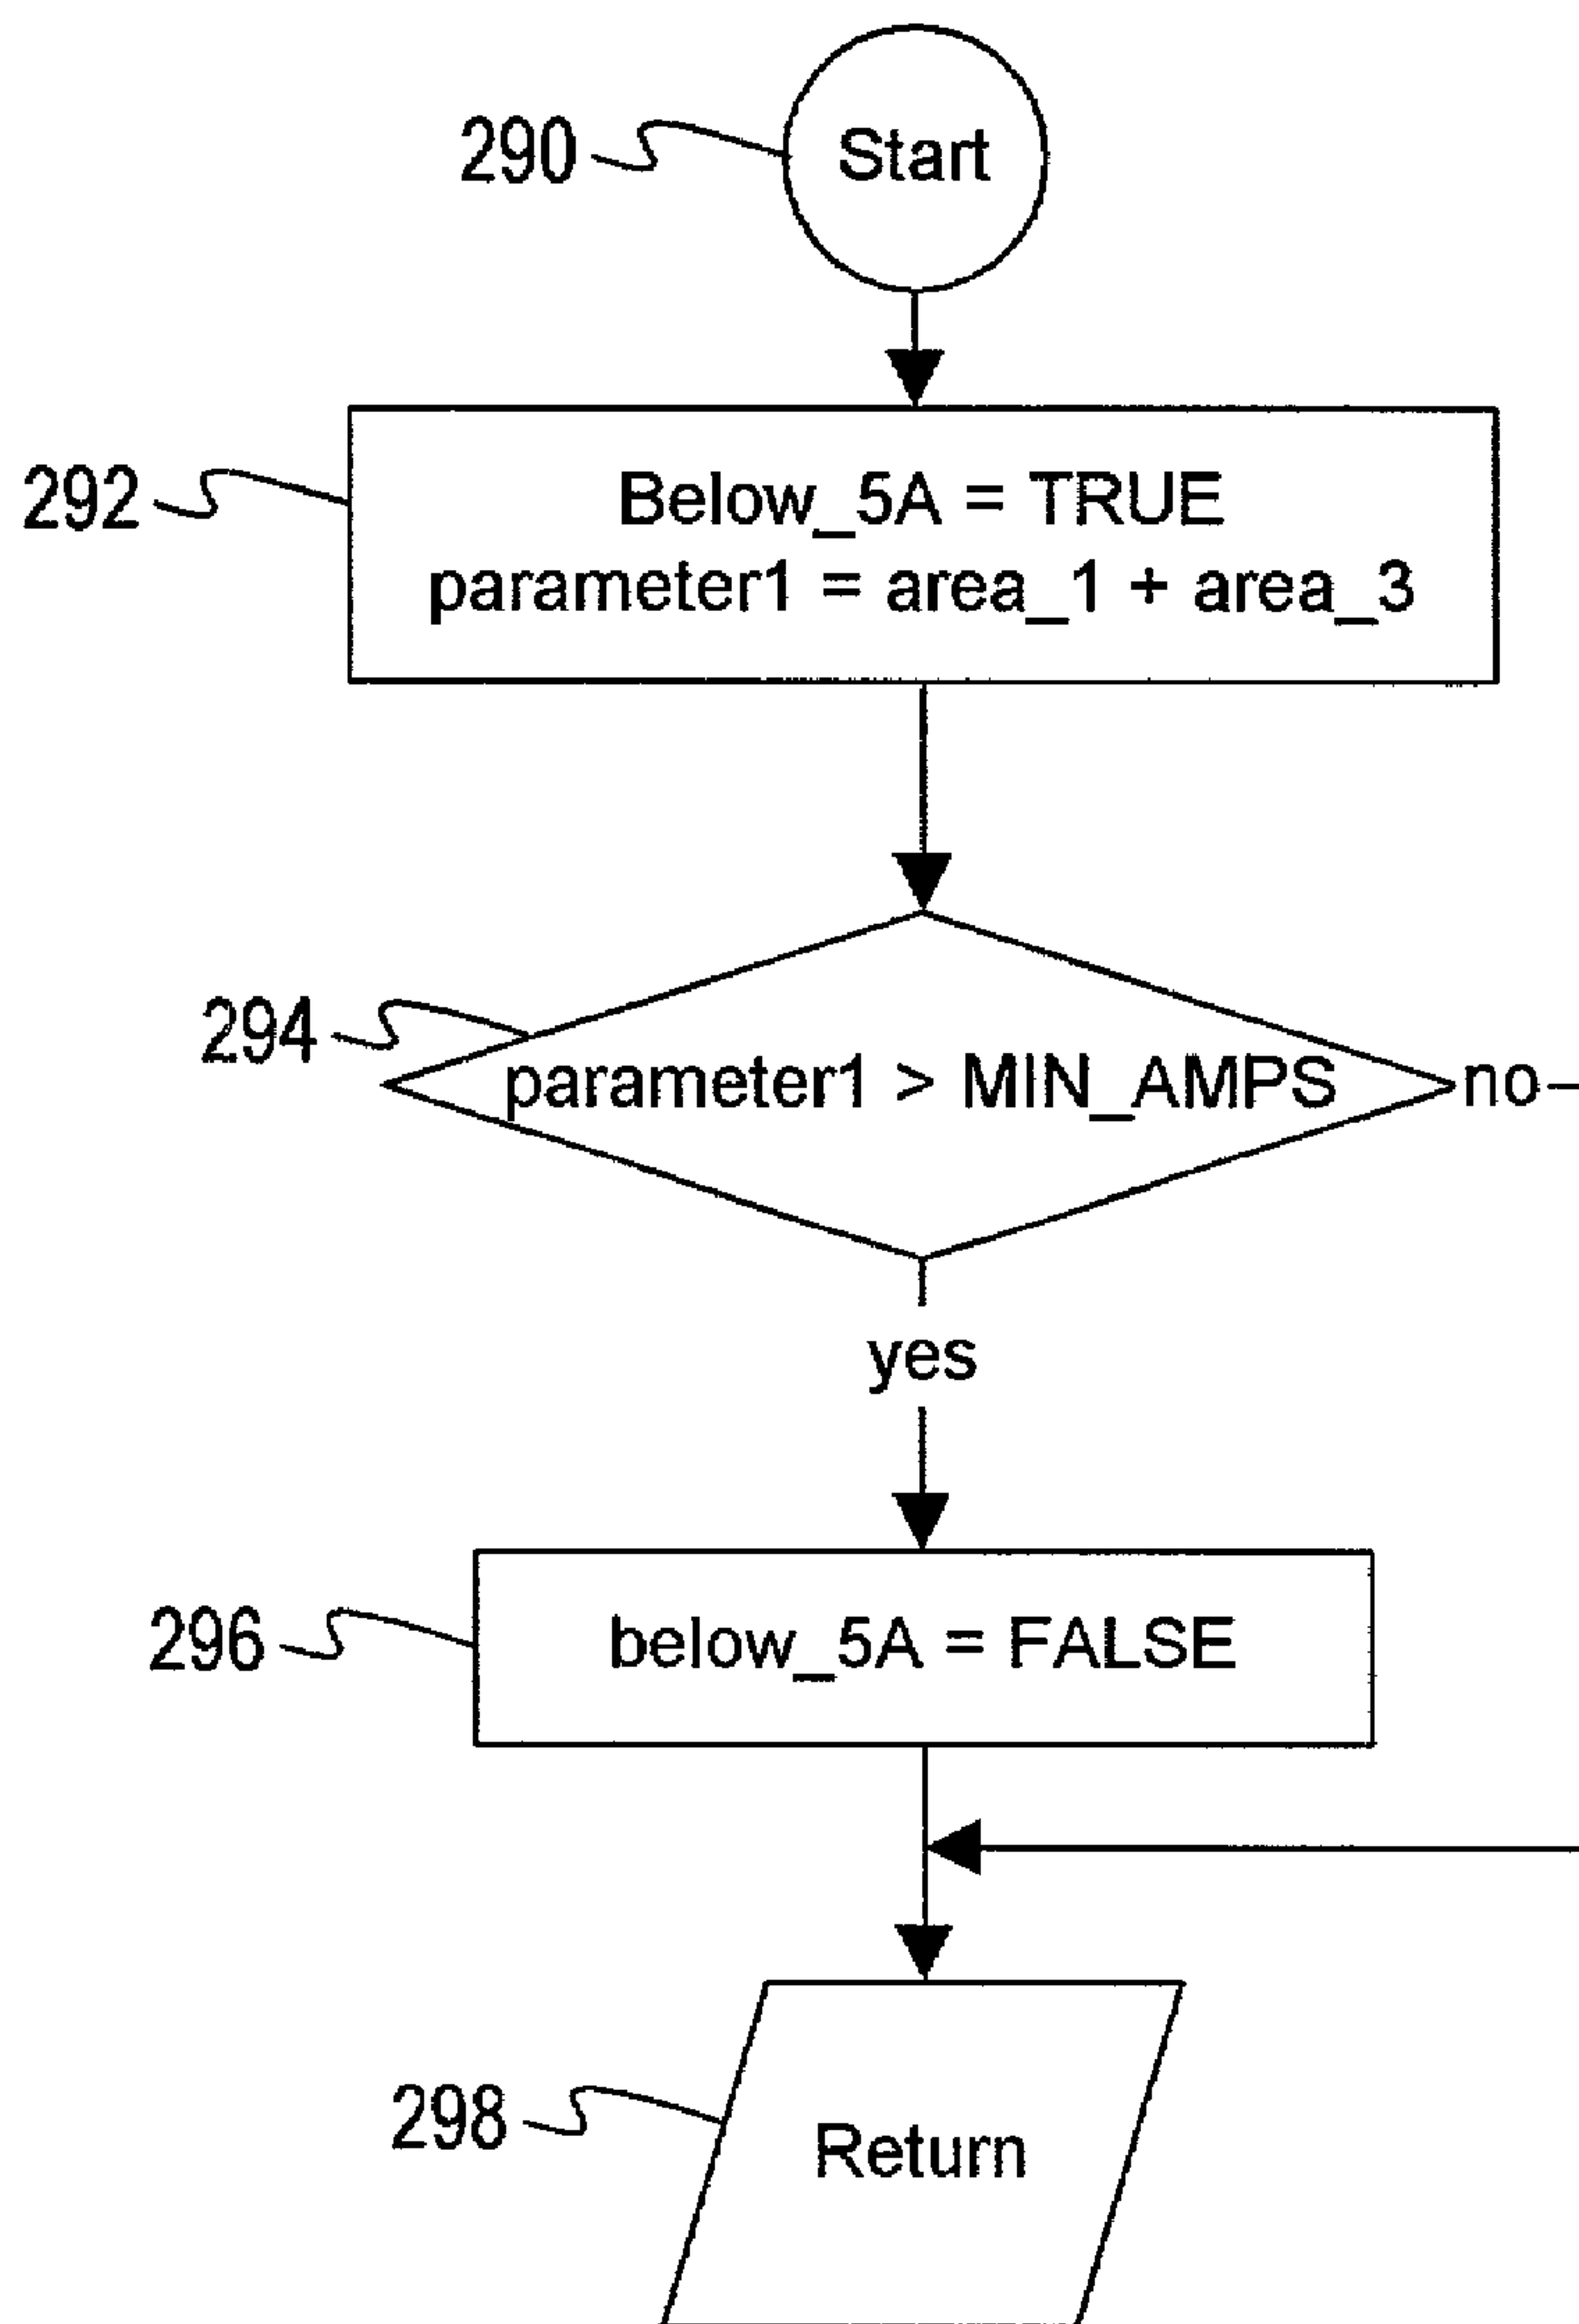 290
Start
292
Below_5A = TRUE
parameter1 = area_1 + area_3
294
parameter1 > MIN_AMPS
no
yes
296
below_5A = FALSE
298
Return